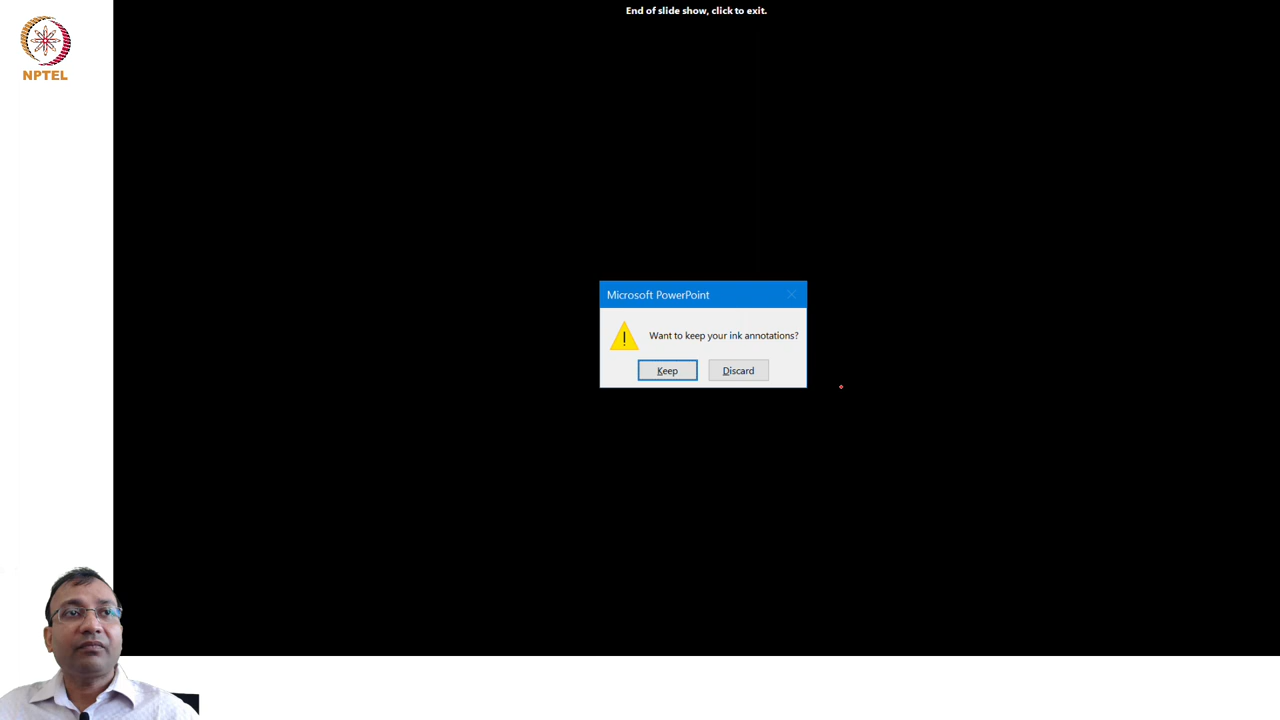 End of slide show, click to exit.
NPTEL
Microsoft PowerPoint
Want to keep your ink annotations?
Keep
Discard